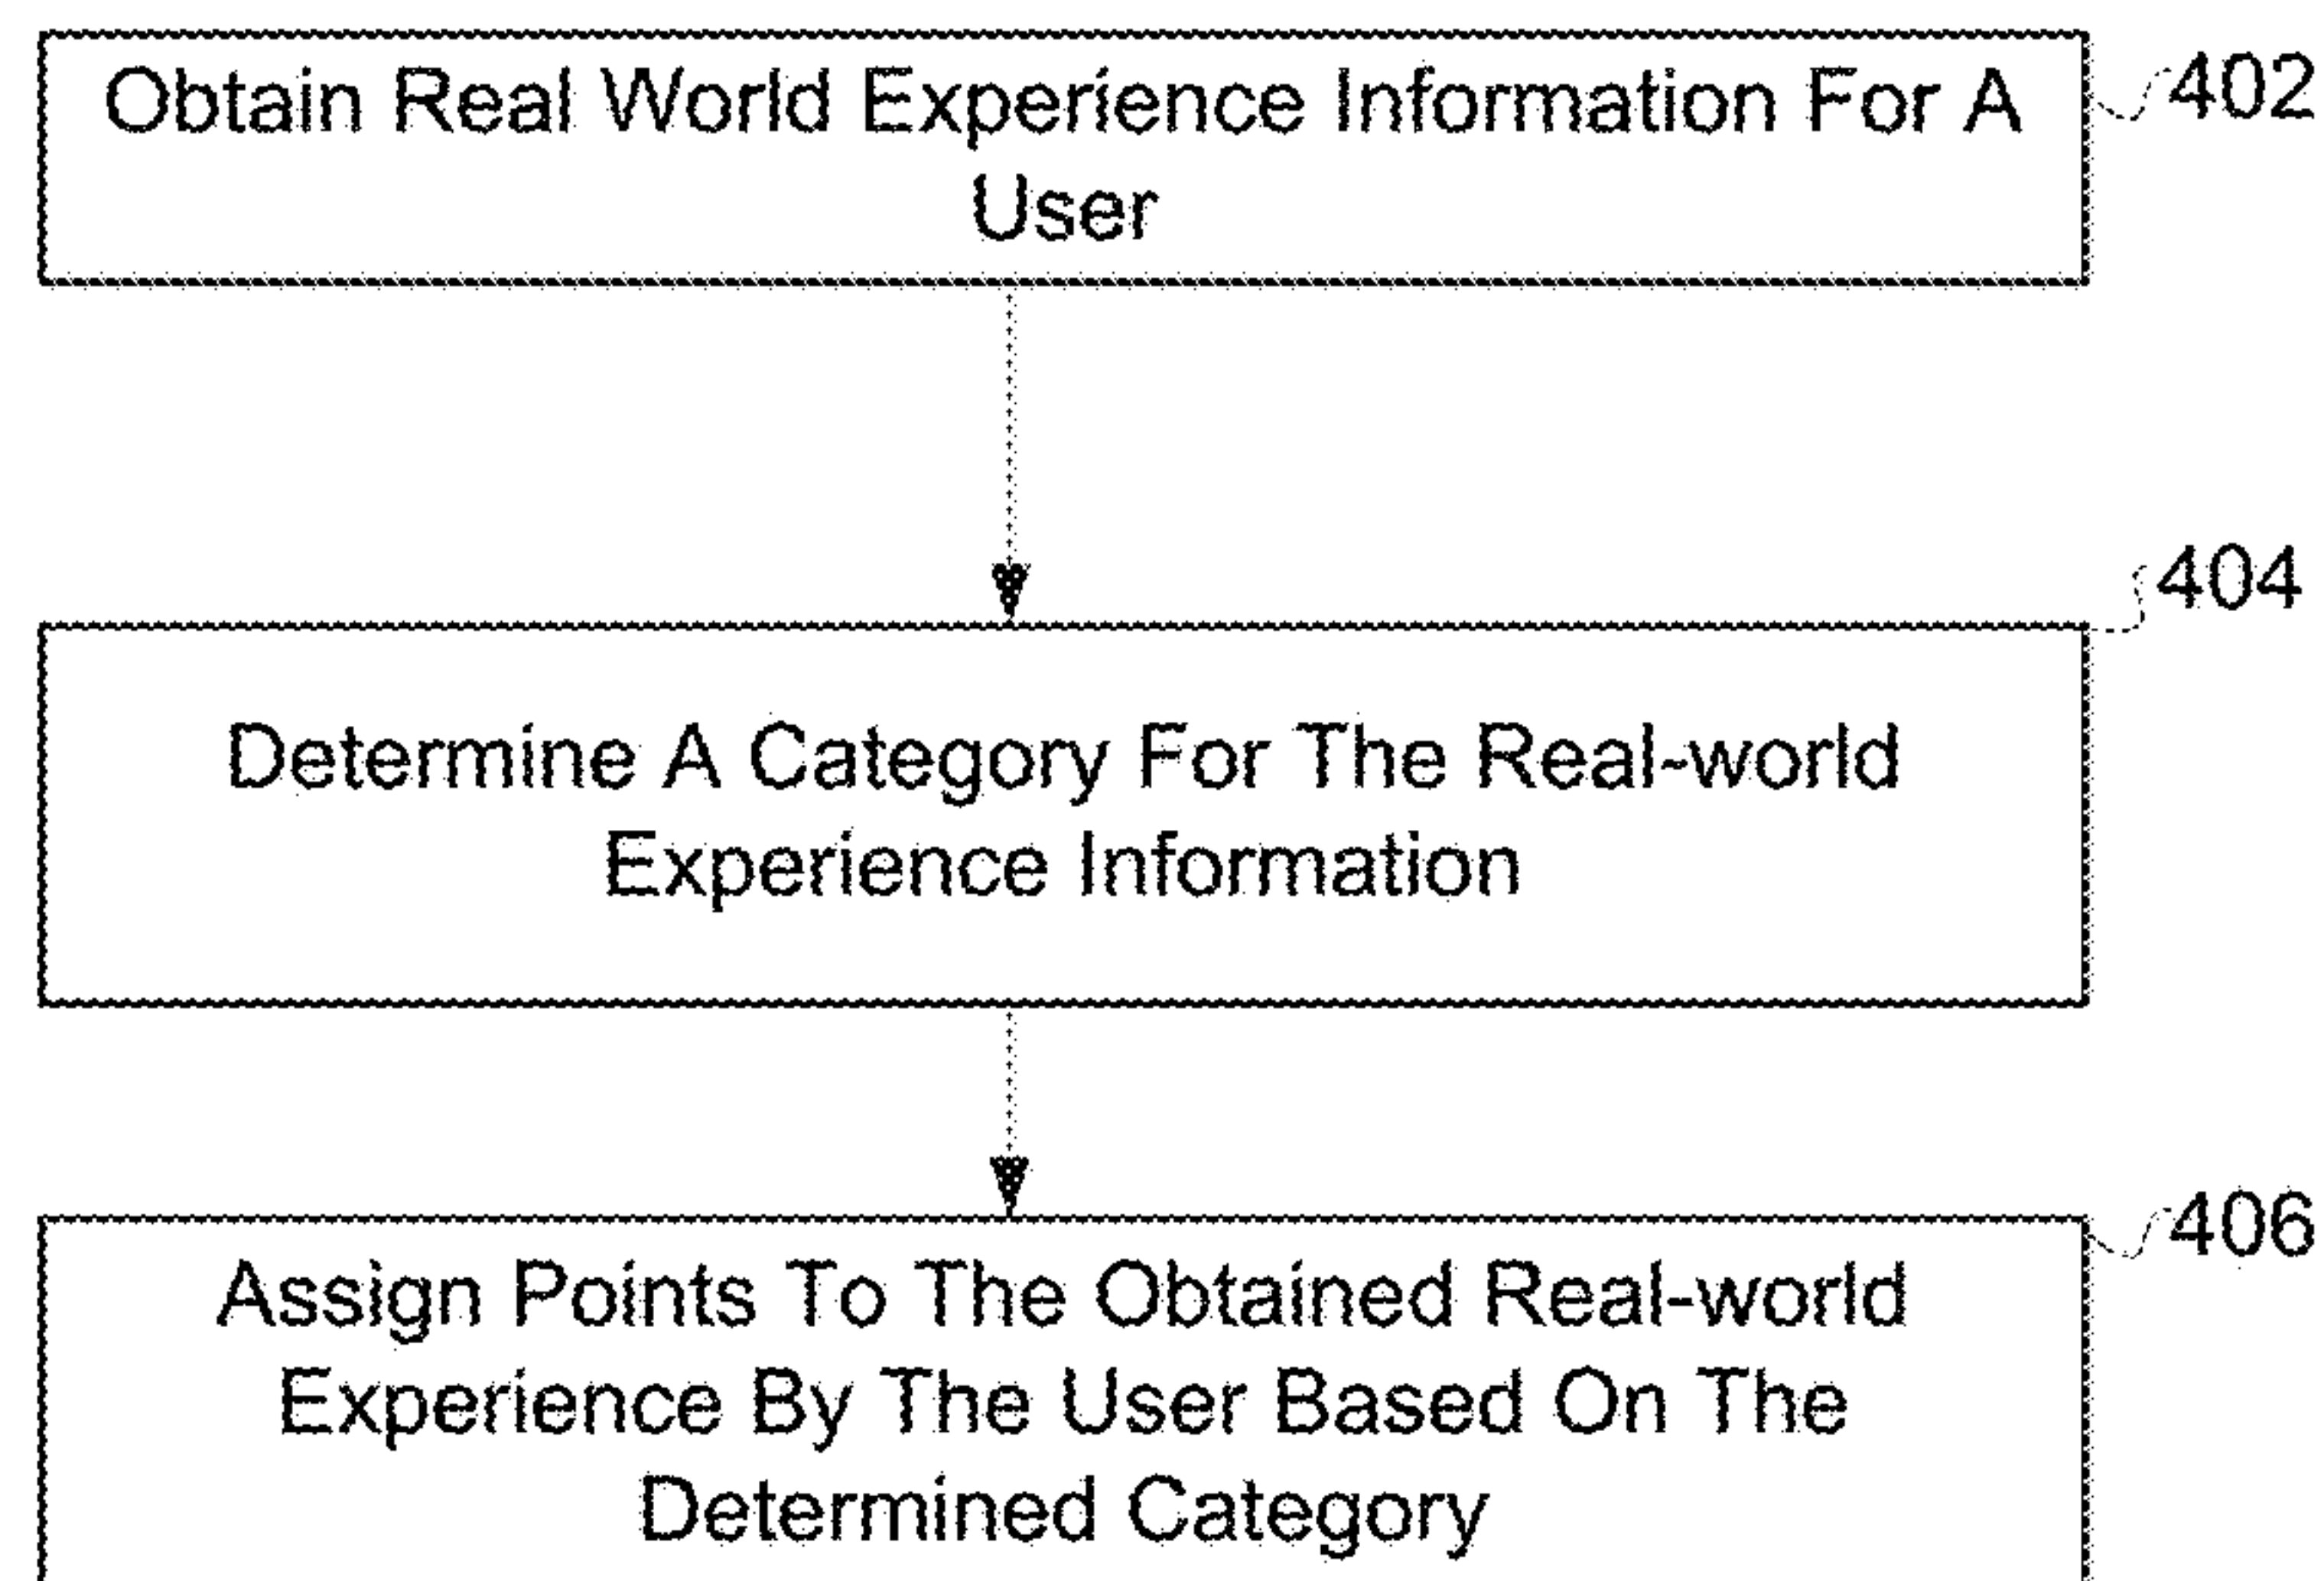 Obtain Real World Experience Information For A
User
402
404
Determine A Category For The Real-world
Experience Information
406
Assign Points To The Obtained Real-world
Experience By The User Based On The
Determined Category